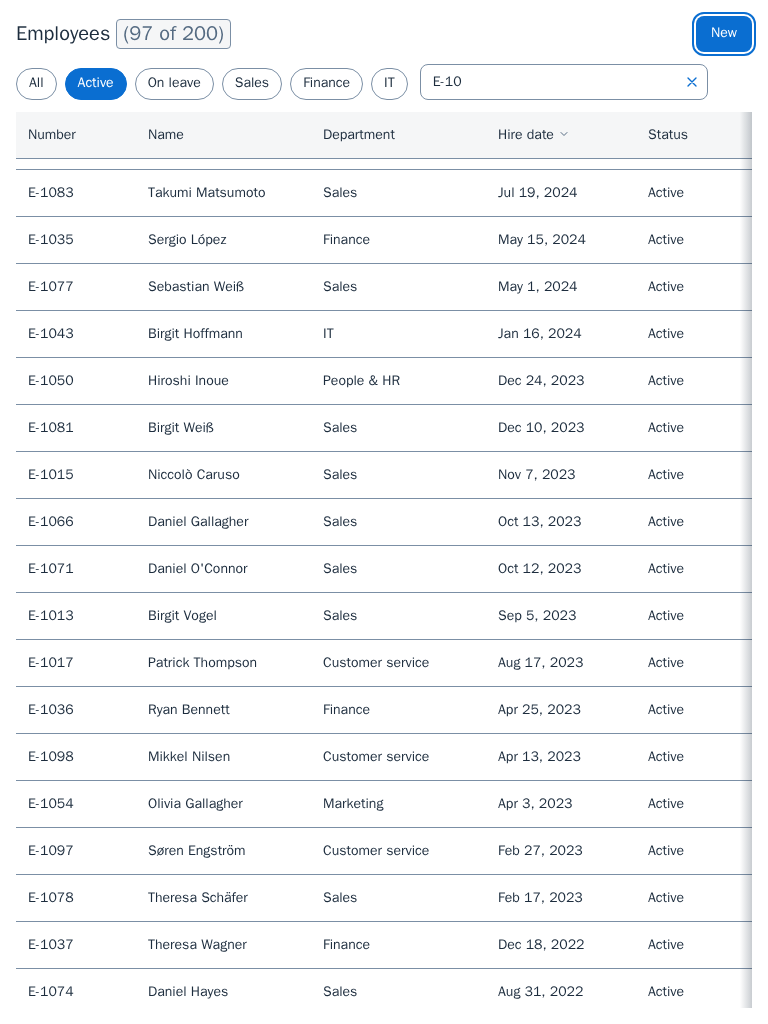 Employees (97 of 200)
New
All Active On leave Sales Finance IT E-10
Number Name Department Hire date Status
E-1083 Takumi Matsumoto Sales Jul 19, 2024 Active
E-1035 Sergio López Finance May 15, 2024 Active
E-1077 Sebastian Weiß Sales May 1, 2024 Active
E-1043 Birgit Hoffmann IT Jan 16, 2024 Active
E-1050 Hiroshi Inoue People & HR Dec 24, 2023 Active
E-1081 Birgit Weiß Sales Dec 10, 2023 Active
E-1015 Niccolò Caruso Sales Nov 7, 2023 Active
E-1066 Daniel Gallagher Sales Oct 13, 2023 Active
E-1071 Daniel O'Connor Sales Oct 12, 2023 Active
E-1013 Birgit Vogel Sales Sep 5, 2023 Active
E-1017 Patrick Thompson Customer service Aug 17, 2023 Active
E-1036 Ryan Bennett Finance Apr 25, 2023 Active
E-1098 Mikkel Nilsen Customer service Apr 13, 2023 Active
E-1054 Olivia Gallagher Marketing Apr 3, 2023 Active
E-1097 Søren Engström Customer service Feb 27, 2023 Active
E-1078 Theresa Schäfer Sales Feb 17, 2023 Active
E-1037 Theresa Wagner Finance Dec 18, 2022 Active
E-1074 Daniel Hayes Sales Aug 31, 2022 Active